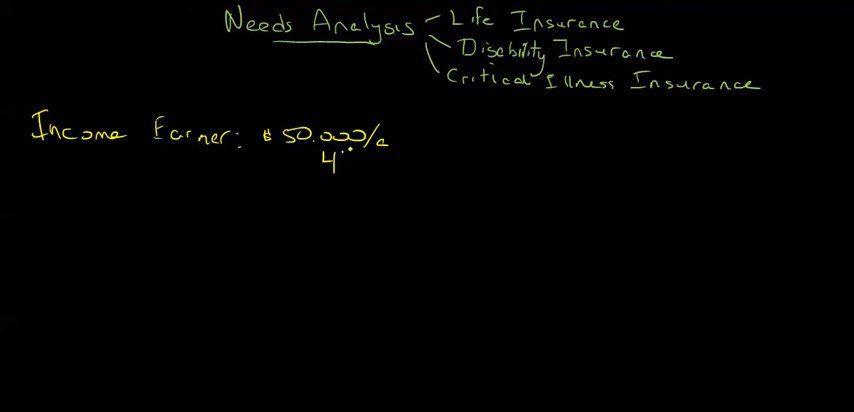 Needs Analysis
Life Insurance
Disability Insurance
Critical Illness Insurance
Income Earner: $50.000/a
4